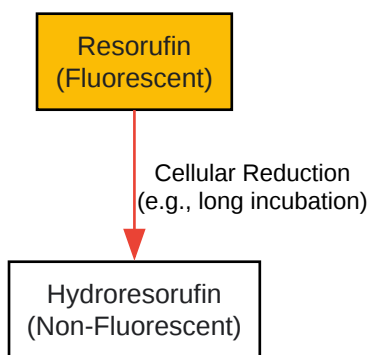 Resorufin
(Fluorescent)
Cellular Reduction
(e.g., long incubation)
Hydroresorufin
(Non-Fluorescent)